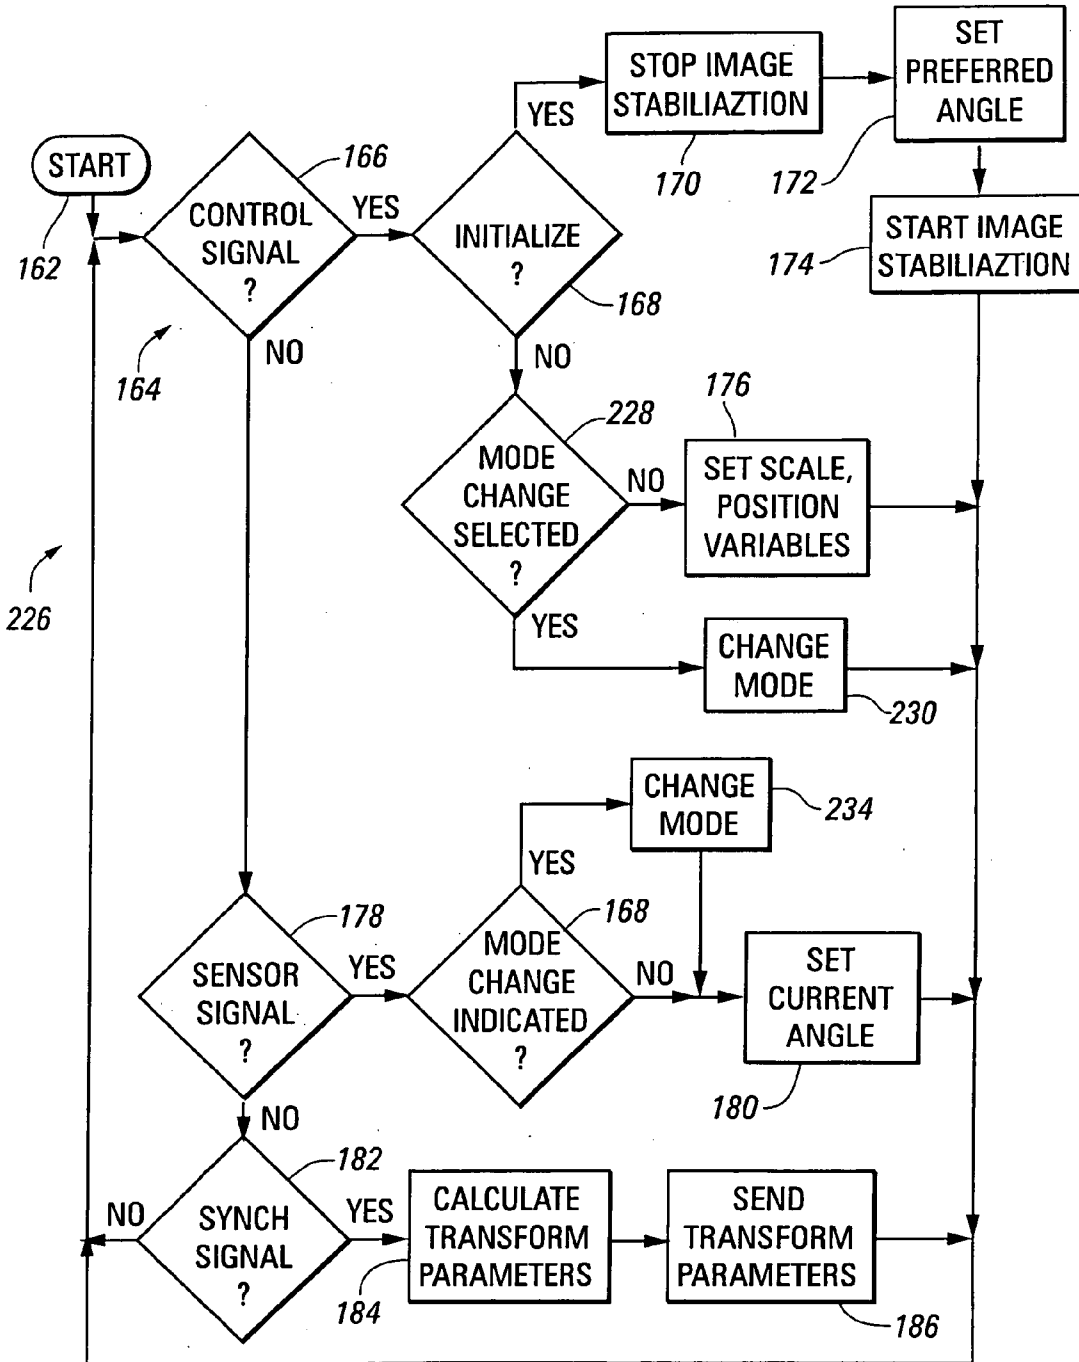 START
162
164
226
CONTROL
SIGNAL
?
166
YES
NO
INITIALIZE
?
168
YES
NO
STOP IMAGE
STABILIAZTION
170
SET
PREFERRED
ANGLE
172
START IMAGE
STABILIAZTION
174
MODE
CHANGE
SELECTED
?
228
NO
YES
176
SET SCALE,
POSITION
VARIABLES
CHANGE
MODE
230
SENSOR
SIGNAL
?
178
YES
NO
MODE
CHANGE
INDICATED
?
168
YES
NO
CHANGE
MODE
234
SET
CURRENT
ANGLE
180
SYNCH
SIGNAL
?
182
NO
YES
CALCULATE
TRANSFORM
PARAMETERS
184
SEND
TRANSFORM
PARAMETERS
186